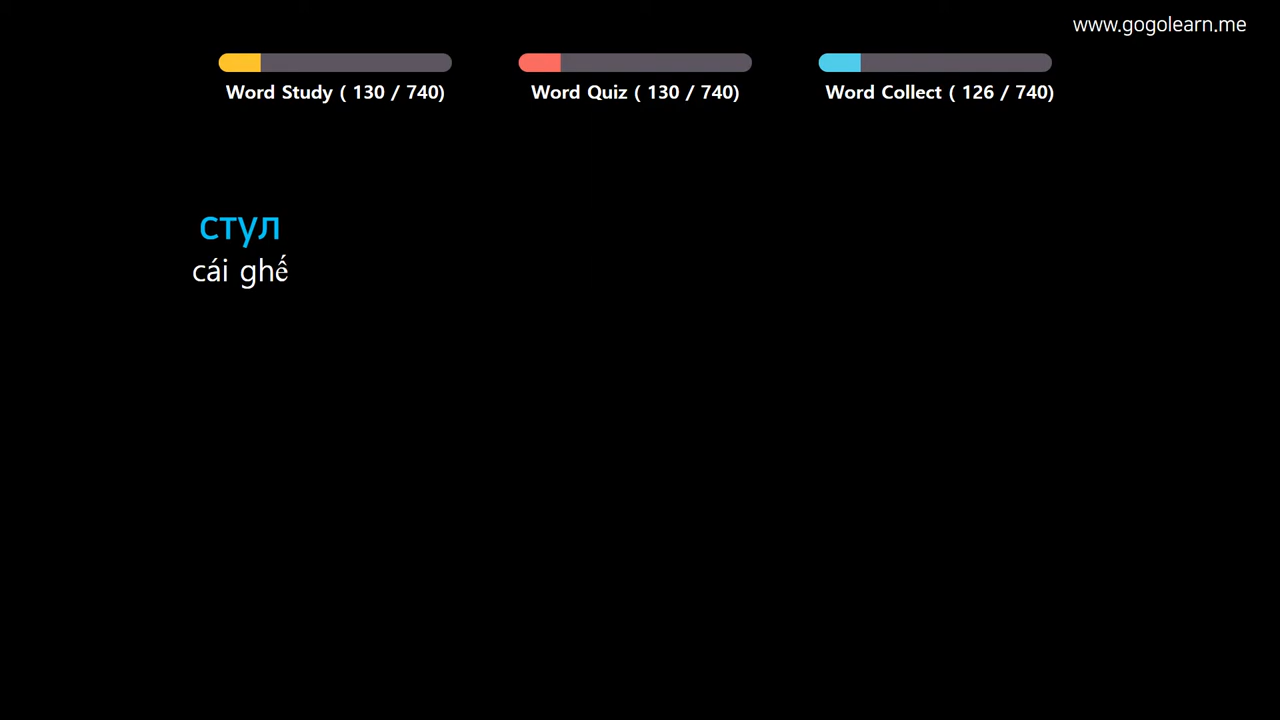 www.gogolearn.me
Word Study ( 130 / 740)
Word Quiz ( 130 / 740)
Word Collect ( 126 / 740)
стул
cái ghế